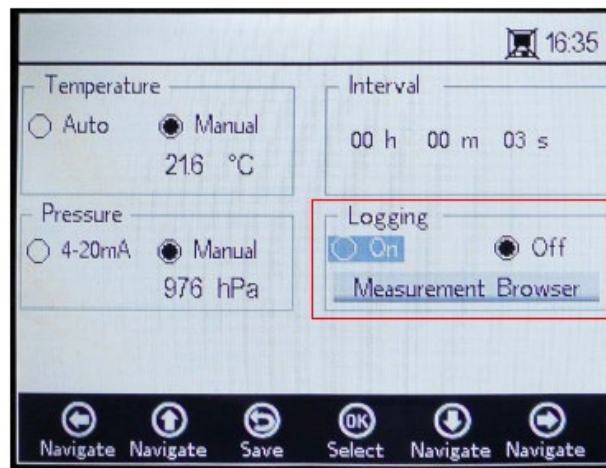 16:35
Temperature
Auto Manual
21.6 °C
Interval
00 h 00 m 03 s
Pressure
4-20mA Manual
976 hPa
Logging
On Off
Measurement Browser
OK
Navigate Navigate Save Select Navigate Navigate